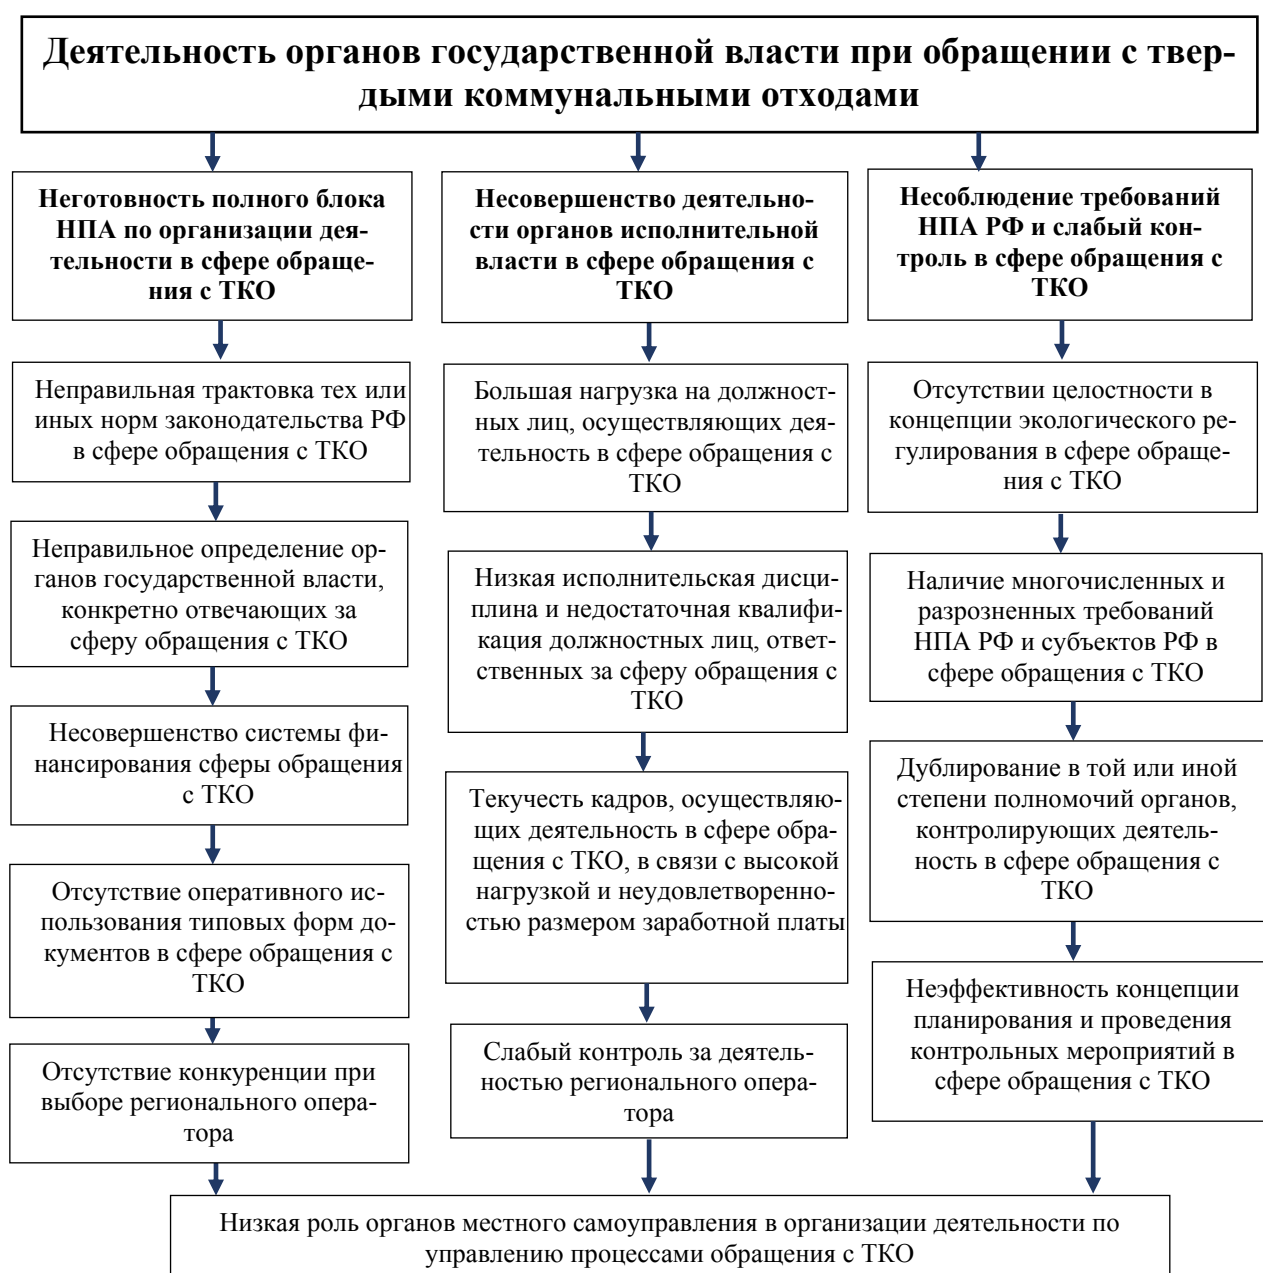 Деятельность органов государственной власти при обращении с твер-
дыми коммунальными отходами
Неготовность полного блока
НПА по организации дея-
тельности в сфере обраще-
ния с ТКО
Неправильная трактовка тех или
иных норм законодательства РФ
в сфере обращения с ТКО
Неправильное определение ор-
ганов государственной власти,
конкретно отвечающих за
сферу обращения с ТКО
Несовершенство системы фи-
нансирования сферы обращения
с ТКО
Отсутствие оперативного ис-
пользования типовых форм до-
кументов в сфере обращения с
ТКО
Отсутствие конкуренции при
выборе регионального опера-
тора
Несовершенство деятельно-
сти органов исполнительной
власти в сфере обращения с
ТКО
Большая нагрузка на должност-
ных лиц, осуществляющих дея-
тельность в сфере обращения с
ТКО
Низкая исполнительская дисци-
плина и недостаточная квалифи-
кация должностных лиц, ответ-
ственных за сферу обращения с
ТКО
Текучесть кадров, осуществляю-
щих деятельность в сфере обра-
щения с ТКО, в связи с высокой
нагрузкой и неудовлетворенно-
стью размером заработной платы
Слабый контроль за деятель-
ностью регионального опера-
тора
Несоблюдение требований
НПА РФ и слабый кон-
троль в сфере обращения с
ТКО
Отсутствии целостности в
концепции экологического ре-
гулирования в сфере обраще-
ния с ТКО
Наличие многочисленных и
разрозненных требований
НПА РФ и субъектов РФ в
сфере обращения с ТКО
Дублирование в той или иной
степени полномочий органов,
контролирующих деятель-
ность в сфере обращения с
ТКО
Неэффективность концепции
планирования и проведения
контрольных мероприятий в
сфере обращения с ТКО
Низкая роль органов местного самоуправления в организации деятельности по
управлению процессами обращения с ТКО